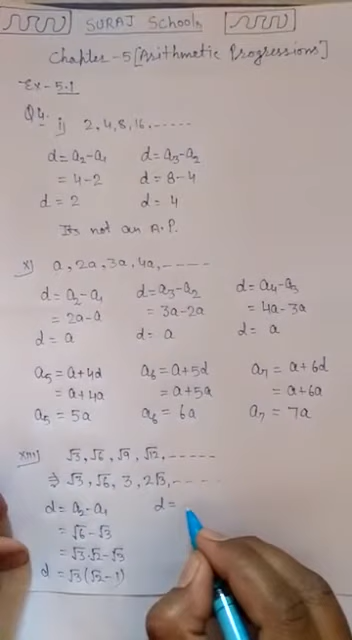 SURAJ Schools
Chapter-5 [Arithmetic Progressions]
Ex-5.1
Q4.
i) 2, 4, 8, 16, -----
d = a₂-a₁ d = a₃-a₂
= 4-2 d = 8-4
d = 2 d = 4
Its not an A.P.
x) a, 2a, 3a, 4a, -----
d = a₂-a₁ d = a₃-a₂ d = a₄-a₃
= 2a-a = 3a-2a = 4a-3a
d = a d = a d = a
a₅ = a+4d a₆ = a+5d a₇ = a+6d
= a+4a = a+5a = a+6a
a₅ = 5a a₆ = 6a a₇ = 7a
√3, √6, √9, √12, -----
⇒ √3, √6, 3, 2√3, -----
d = a₂-a₁ d =
= √6-√3
= √3·√2-√3
d = √3(√2-1)